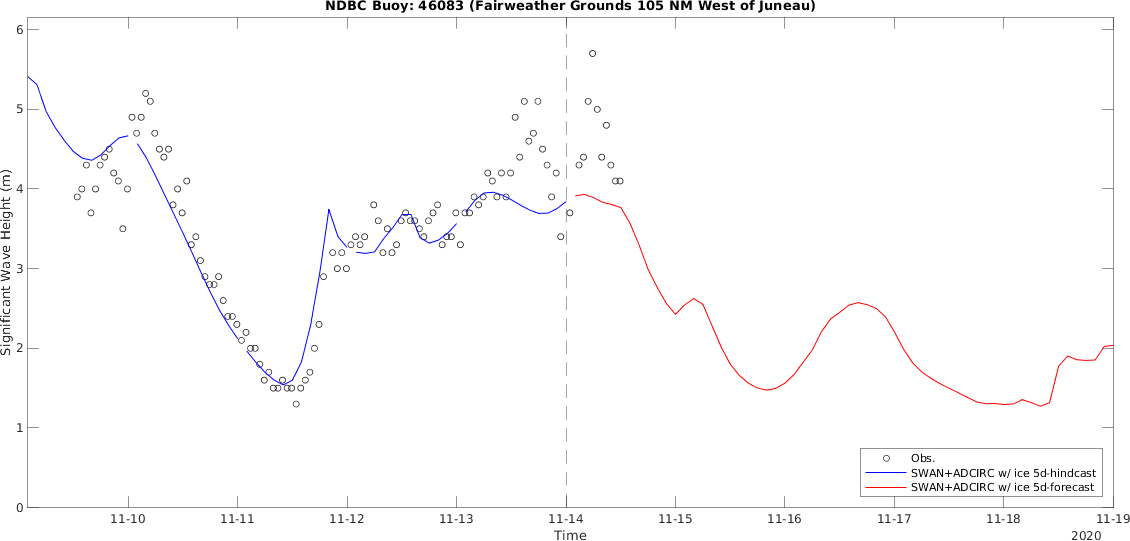 NDBC Buoy: 46083 (Fairweather Grounds 105 NM West of Juneau)
Significant Wave Height (m)
6
5
4
3
2
1
0
Obs.
SWAN+ADCIRC w/ ice 5d-hindcast
SWAN+ADCIRC w/ ice 5d-forecast
11-10 11-11 11-12 11-13 11-14 11-15 11-16 11-17 11-18 11-19
Time
2020